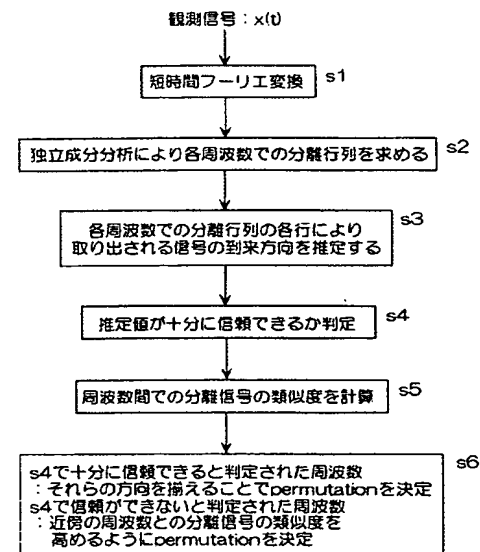 観測信号：x(t)
短時間フーリエ変換
s1
独立成分分析により各周波数での分離行列を求める
s2
各周波数での分離行列の各行により
取り出される信号の到来方向を推定する
s3
推定値が十分に信頼できるか判定
s4
周波数間での分離信号の類似度を計算
s5
s4で十分に信頼できると判定された周波数
：それらの方向を揃えることでpermutationを決定
s4で信頼ができないと判定された周波数
：近傍の周波数との分離信号の類似度を
高めるようにpermutationを決定
s6